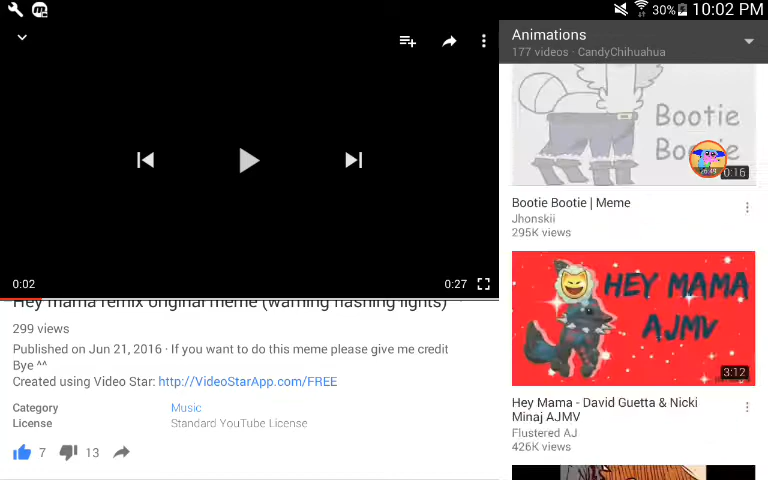 30% 10:02 PM
Animations
177 videos · CandyChihuahua
Bootie
Bo e
0:16
0:02
0:27
Hey mama remix original meme (warning flashing lights)
299 views
Published on Jun 21, 2016 · If you want to do this meme please give me credit
Bye ^^
Created using Video Star: http://VideoStarApp.com/FREE
Category Music
License Standard YouTube License
7 13
Bootie Bootie | Meme
Jhonskii
295K views
HEY MAMA
AJMV
3:12
Hey Mama - David Guetta & Nicki
Minaj AJMV
Flustered AJ
426K views